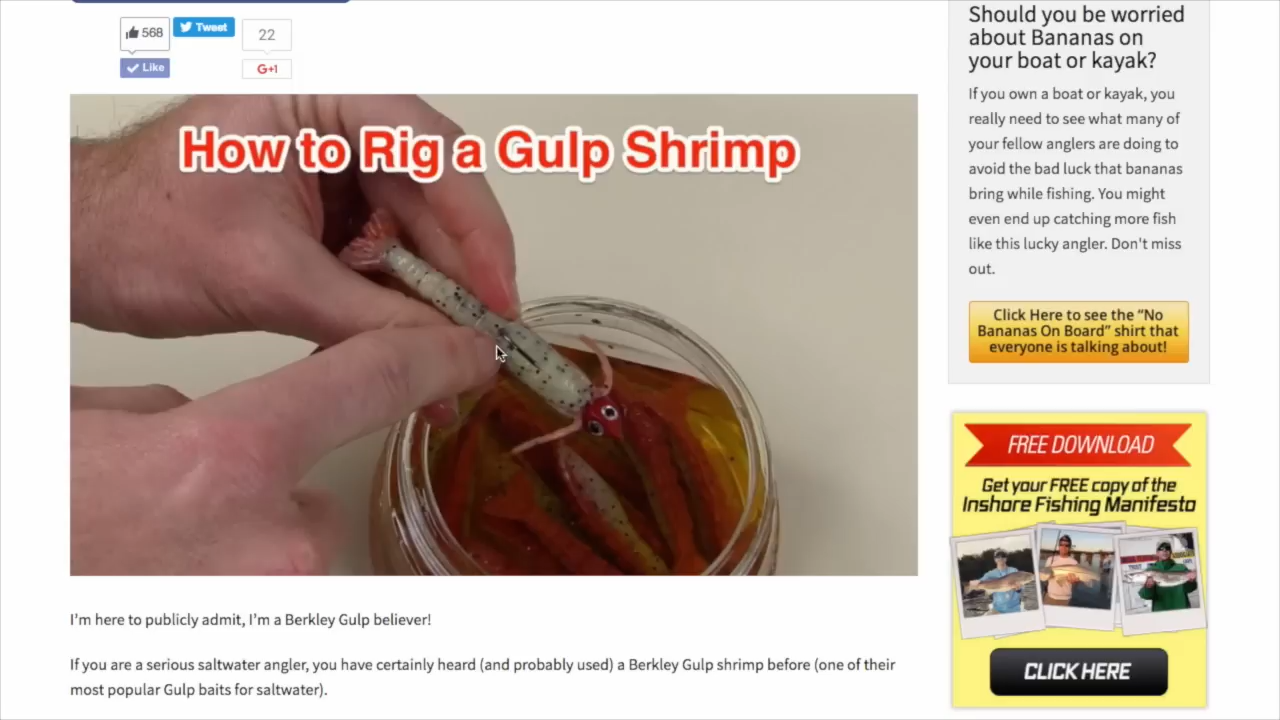 568
Tweet
22
Like
G+1
How to Rig a Gulp Shrimp
I'm here to publicly admit, I'm a Berkley Gulp believer!
If you are a serious saltwater angler, you have certainly heard (and probably used) a Berkley Gulp shrimp before (one of their
most popular Gulp baits for saltwater).
Should you be worried
about Bananas on
your boat or kayak?
If you own a boat or kayak, you
really need to see what many of
your fellow anglers are doing to
avoid the bad luck that bananas
bring while fishing. You might
even end up catching more fish
like this lucky angler. Don't miss
out.
Click Here to see the “No
Bananas On Board” shirt that
everyone is talking about!
FREE DOWNLOAD
Get your FREE copy of the
Inshore Fishing Manifesto
CLICK HERE